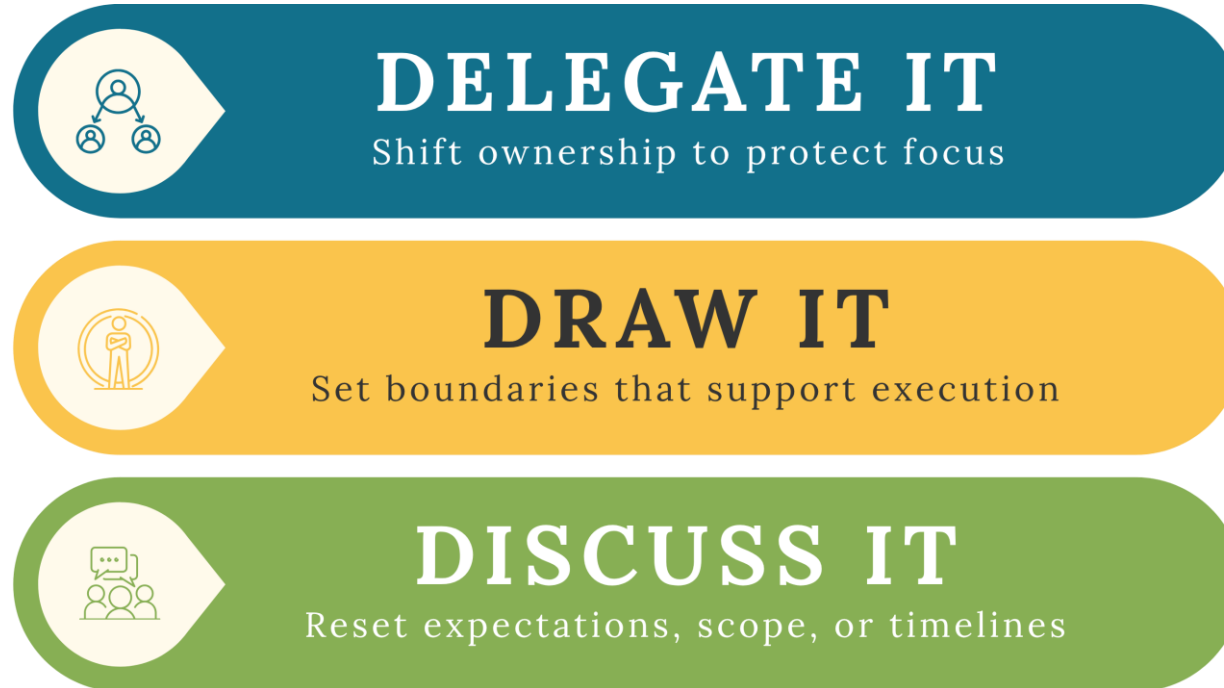 DELEGATE IT
Shift ownership to protect focus
DRAW IT
Set boundaries that support execution
DISCUSS IT
Reset expectations, scope, or timelines